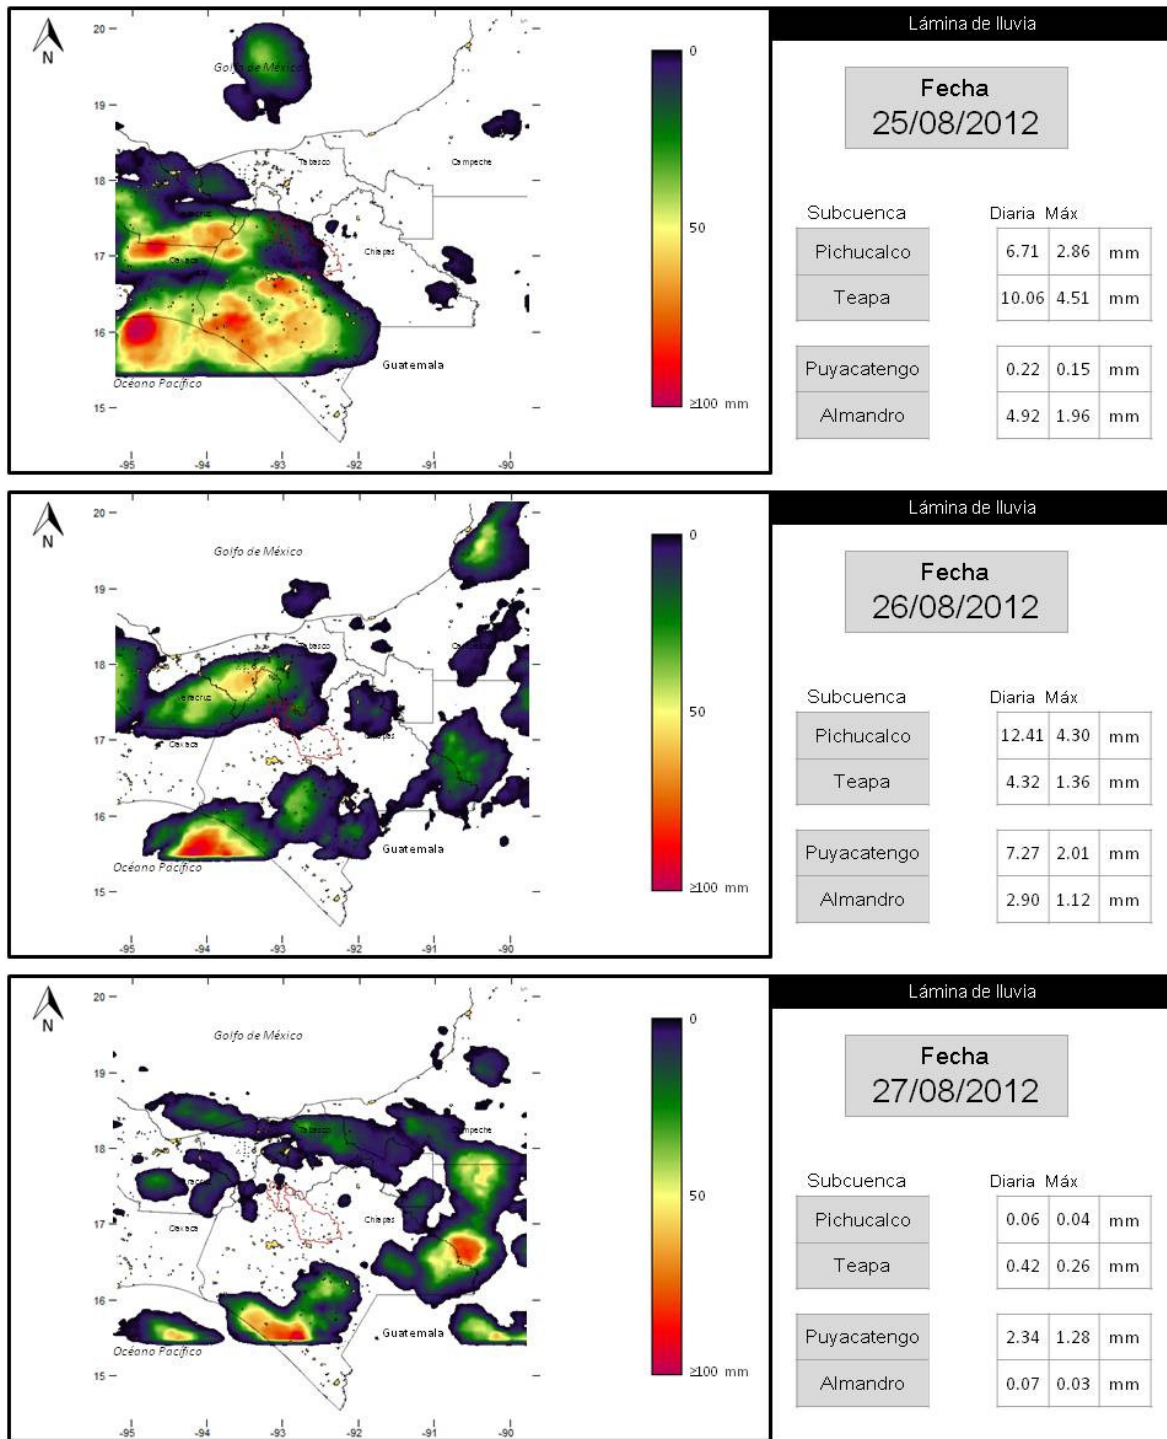 Lámina de lluvia
Fecha
25/08/2012
Subcuenca Diaria Máx
Pichucalco 6.71 2.86 mm
Teapa 10.06 4.51 mm
Puyacatengo 0.22 0.15 mm
Almandro 4.92 1.96 mm
N
20
19
18
17
16
15
-95 -94 -93 -92 -91 -90
Golfo de México
Tabasco
Campeche
Oaxaca
Chiapas
Guatemala
Océano Pacífico
0
50
≥100 mm
Lámina de lluvia
Fecha
26/08/2012
Subcuenca Diaria Máx
Pichucalco 12.41 4.30 mm
Teapa 4.32 1.36 mm
Puyacatengo 7.27 2.01 mm
Almandro 2.90 1.12 mm
N
20
19
18
17
16
15
-95 -94 -93 -92 -91 -90
Golfo de México
Tabasco
Oaxaca
Guatemala
Océano Pacífico
0
50
≥100 mm
Lámina de lluvia
Fecha
27/08/2012
Subcuenca Diaria Máx
Pichucalco 0.06 0.04 mm
Teapa 0.42 0.26 mm
Puyacatengo 2.34 1.28 mm
Almandro 0.07 0.03 mm
N
20
19
18
17
16
15
-95 -94 -93 -92 -91 -90
Golfo de México
Tabasco
Campeche
Oaxaca
Chiapas
Guatemala
Océano Pacífico
0
50
≥100 mm